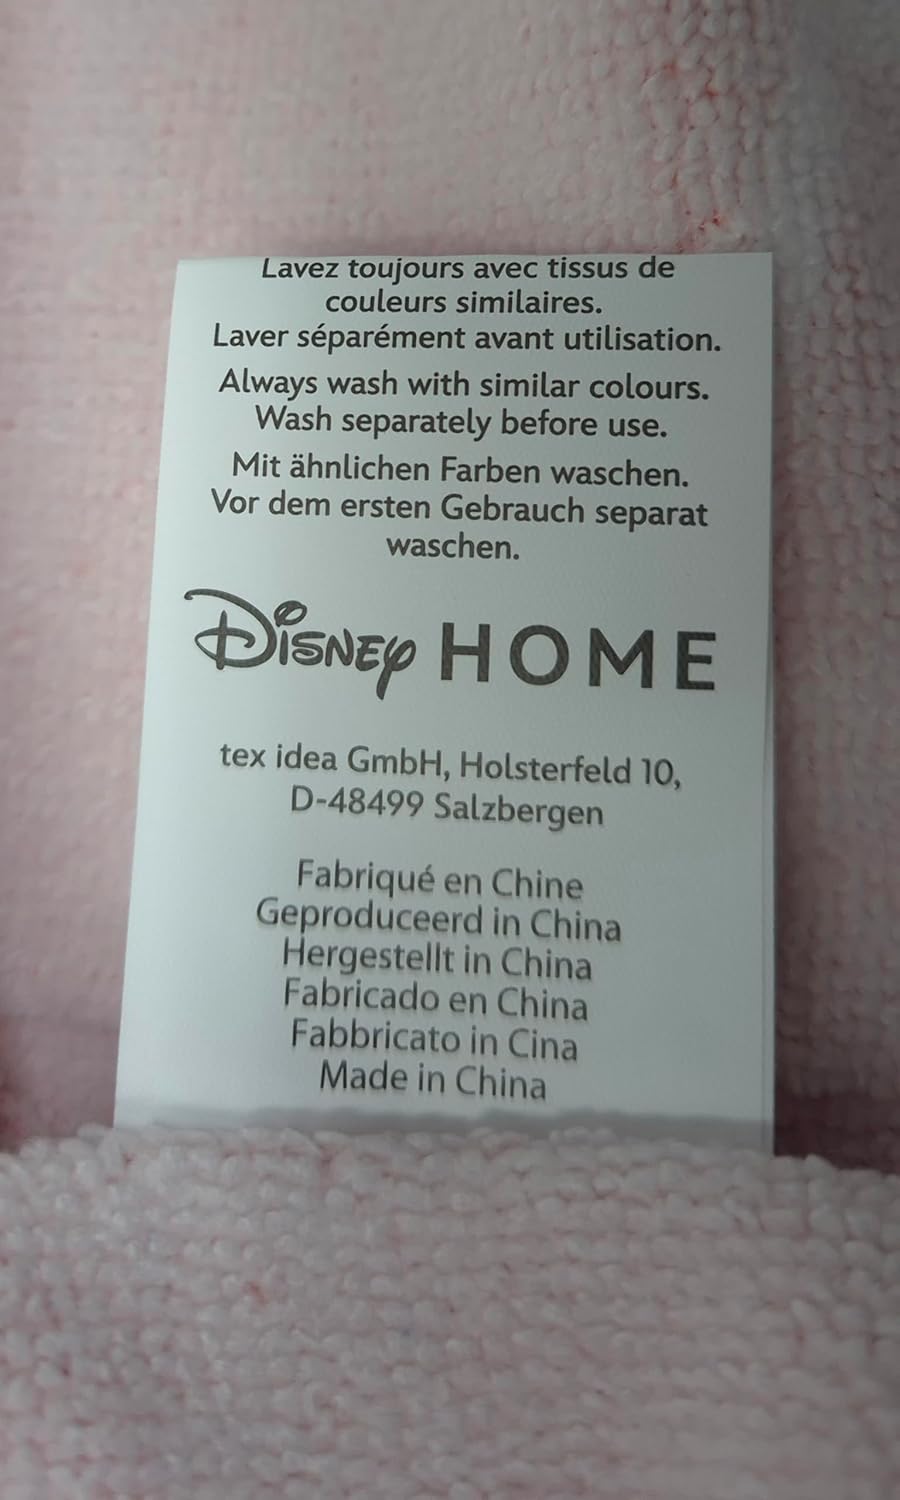 Lavez toujours avec tissus de
couleurs similaires.
Laver séparément avant utilisation.
Always wash with similar colours.
Wash separately before use.
Mit ähnlichen Farben waschen.
Vor dem ersten Gebrauch separat
waschen.
Disney HOME
tex idea GmbH, Holsterfeld 10,
D-48499 Salzbergen
Fabriqué en Chine
Geproduceerd in China
Hergestellt in China
Fabricado en China
Fabbricato in Cina
Made in China